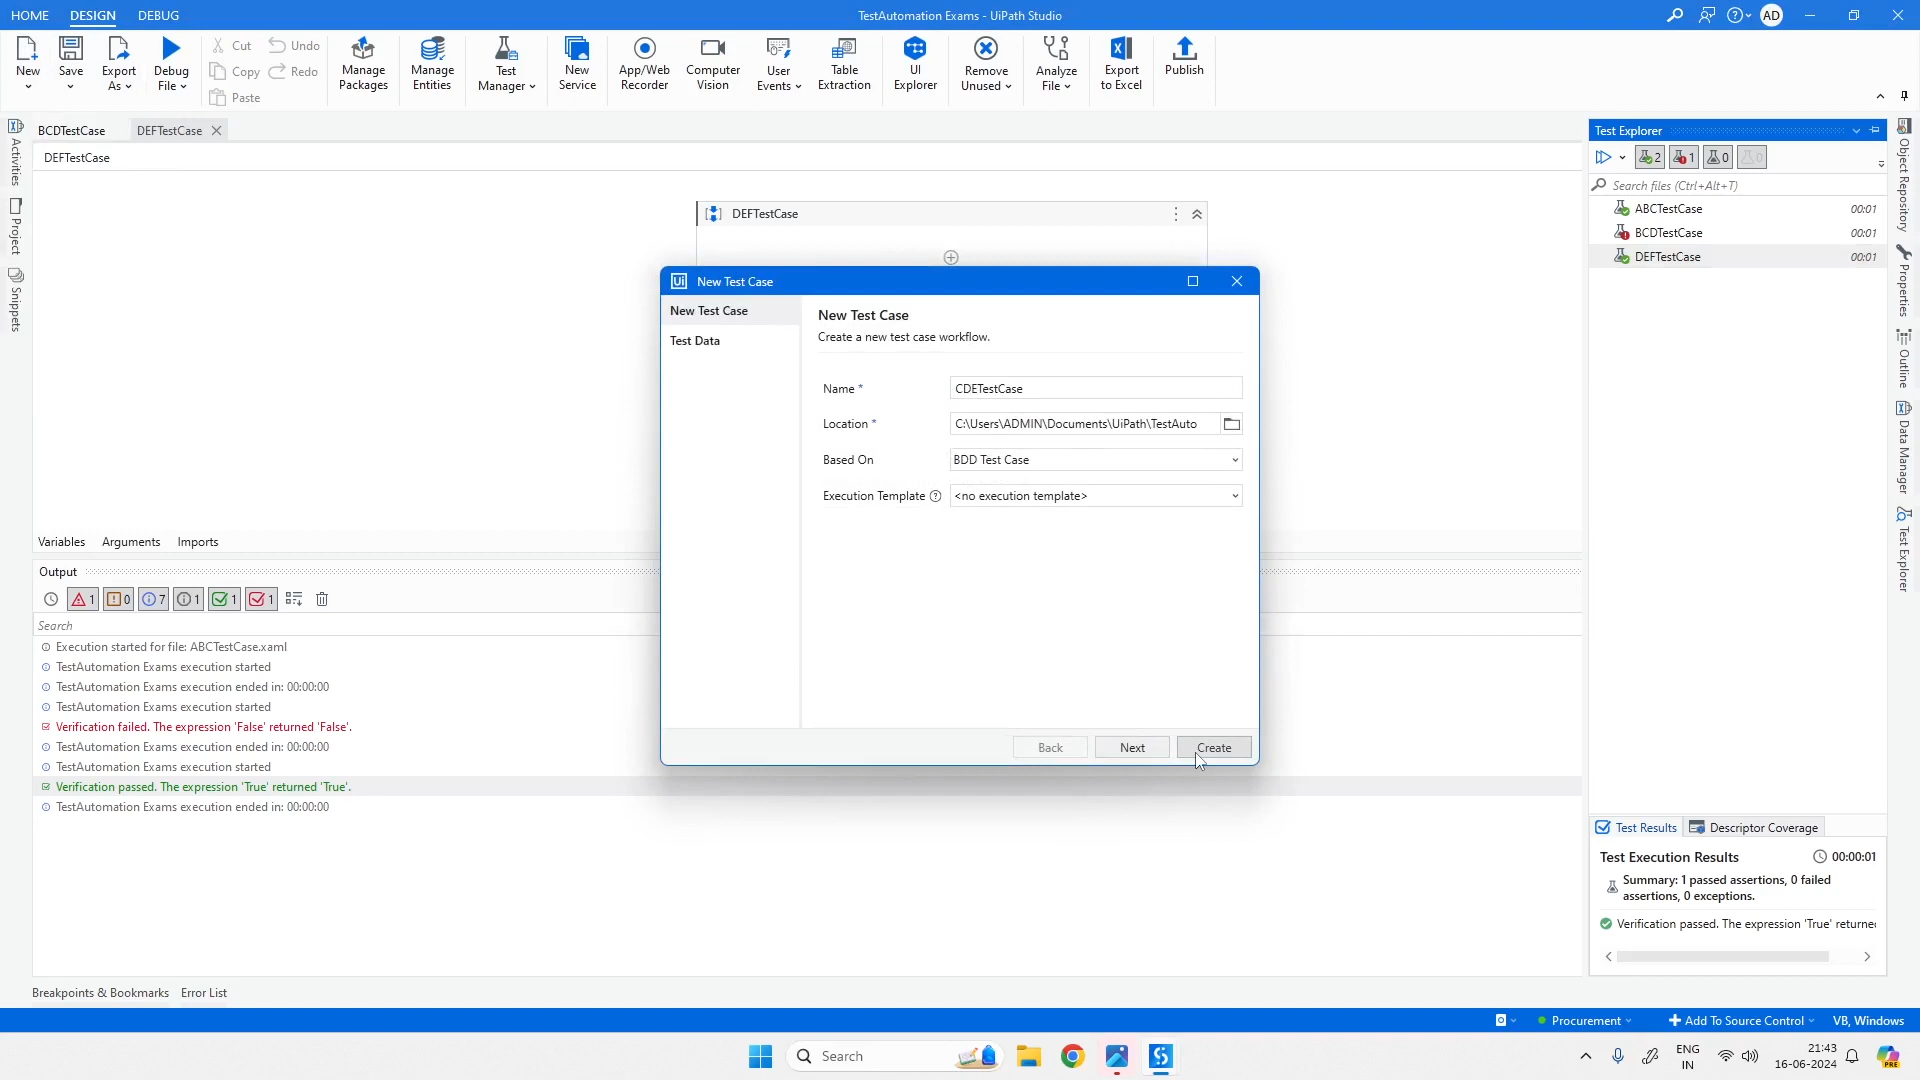 HOME DESIGN DEBUG TestAutomation Exams - UiPath Studio AD
New Save Export As Debug File Cut Copy Paste Undo Redo Manage Packages Manage Entities Test Manager New Service App/Web Recorder Computer Vision User Events Table Extraction UI Explorer Remove Unused Analyze File Export to Excel Publish
BCDTestCase DEFTestCase
DEFTestCase
DEFTestCase
Activities
Project
Snippets
New Test Case
New Test Case
Test Data
New Test Case
Create a new test case workflow.
Name * CDETestCase
Location * C:\Users\ADMIN\Documents\UiPath\TestAuto
Based On BDD Test Case
Execution Template <no execution template>
Back Next Create
Variables Arguments Imports
Output
1 0 7 1 1 1
Search
Execution started for file: ABCTestCase.xaml
TestAutomation Exams execution started
TestAutomation Exams execution ended in: 00:00:00
TestAutomation Exams execution started
Verification failed. The expression 'False' returned 'False'.
TestAutomation Exams execution ended in: 00:00:00
TestAutomation Exams execution started
Verification passed. The expression 'True' returned 'True'.
TestAutomation Exams execution ended in: 00:00:00
Breakpoints & Bookmarks Error List
Test Explorer
2 1 0 0
Search files (Ctrl+Alt+T)
ABCTestCase 00:01
BCDTestCase 00:01
DEFTestCase 00:01
Test Results Descriptor Coverage
Test Execution Results 00:00:01
Summary: 1 passed assertions, 0 failed
assertions, 0 exceptions.
Verification passed. The expression 'True' returne
Object Repository
Properties
Outline
Data Manager
Test Explorer
Procurement Add To Source Control VB, Windows
Search
ENG
IN
21:43
16-06-2024
PRE